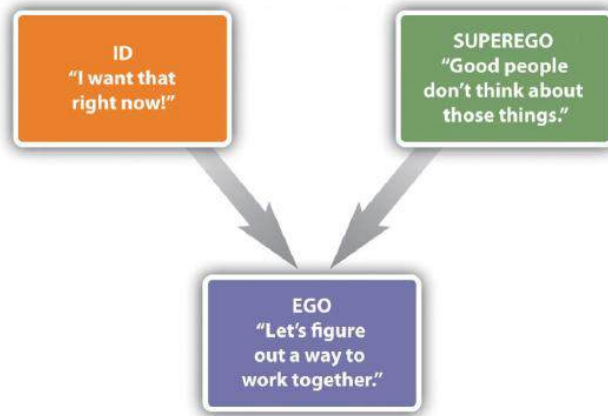 ID
“I want that
right now!”
SUPEREGO
“Good people
don’t think about
those things.”
EGO
“Let’s figure
out a way to
work together.”